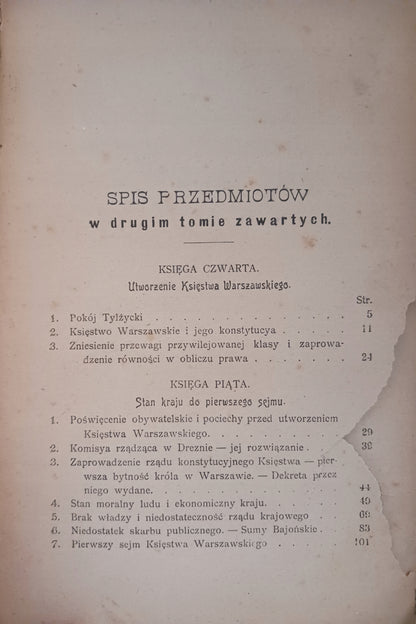 SPIS PRZEDMIOTÓW
w drugim tomie zawartych.
KSIĘGA CZWARTA.
Utworzenie Księstwa Warszawskiego.
Str.
1. Pokój Tylżycki . . . . . . . . . . . . . . . 5
2. Księstwo Warszawskie i jego konstytucya . . . . . 11
3. Zniesienie przewagi przywilejowanej klasy i zaprowa-
dzenie równości w obliczu prawa . . . . . . . 24
KSIĘGA PIĄTA.
Stan kraju do pierwszego sejmu.
1. Poświęcenie obywatelskie i pociechy przed utworzeniem
Księstwa Warszawskiego. . . . . . . . . . . 29
2. Komisya rządząca w Dreznie — jej rozwiązanie . . . 36
3. Zaprowadzenie rządu konstytucyjnego Księstwa — pier-
wsza bytność króla w Warszawie. — Dekreta przez
niego wydane. . . . . . . . . . . . . . . 44
4. Stan moralny ludu i ekonomiczny kraju. . . . . . 49
5. Brak władzy i niedostateczność rządu krajowego . . 69
6. Niedostatek skarbu publicznego. — Sumy Bajońskie . . 83
7. Pierwszy sejm Księstwa Warszawskiego . . . . . 101